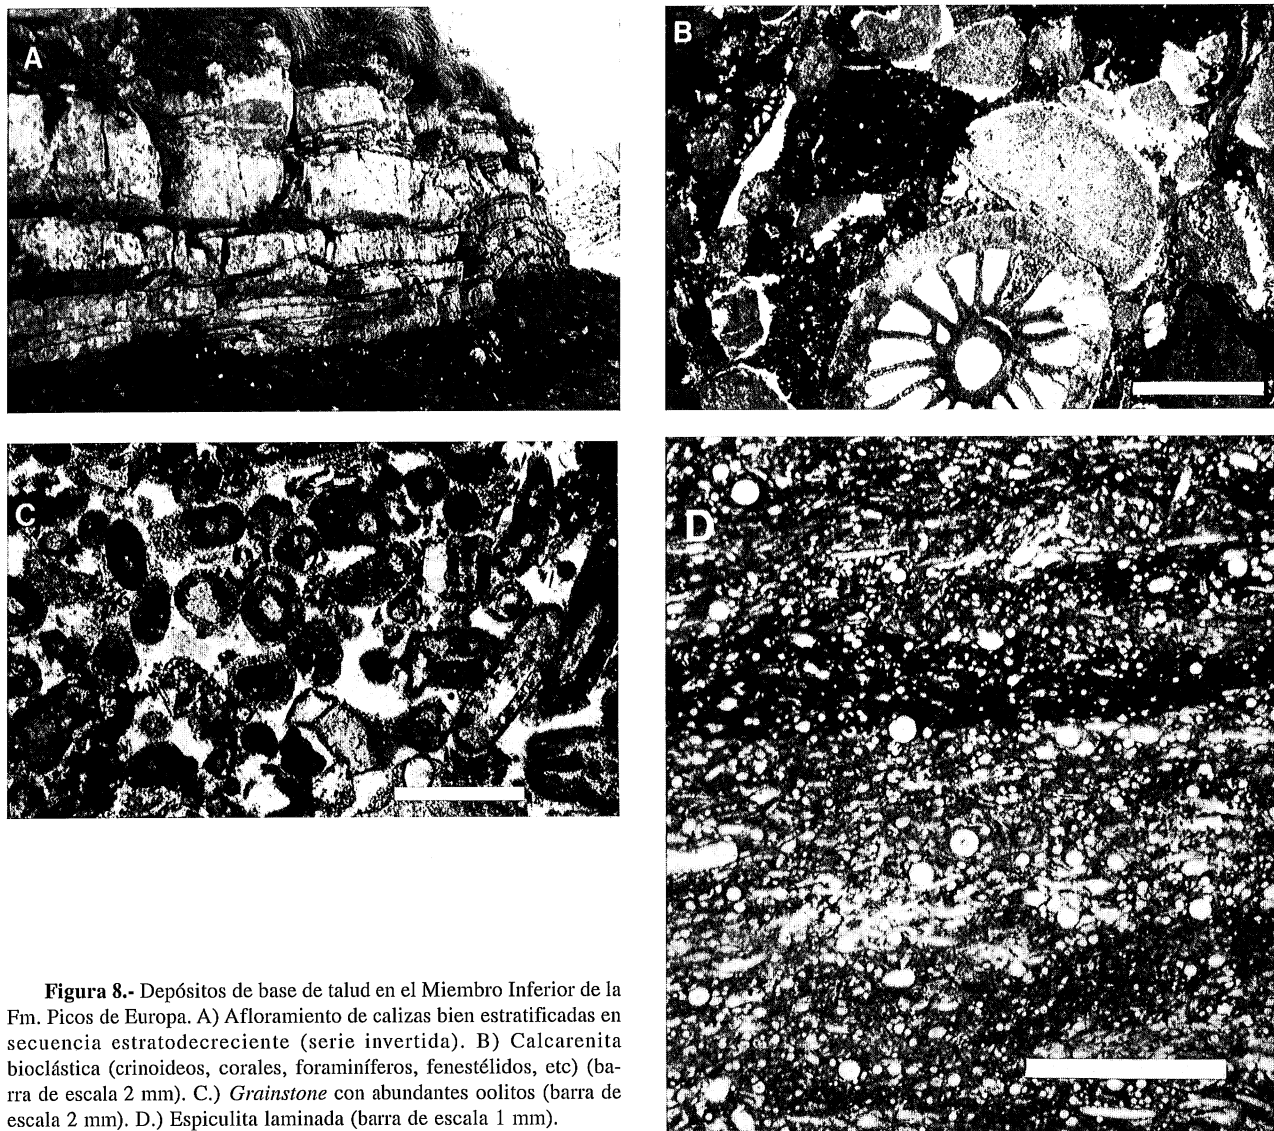 A
B
C
D
Figura 8.- Depósitos de base de talud en el Miembro Inferior de la
Fm. Picos de Europa. A) Afloramiento de calizas bien estratificadas en
secuencia estratodecreciente (serie invertida). B) Calcarenita
bioclástica (crinoideos, corales, foraminíferos, fenestélidos, etc) (ba-
rra de escala 2 mm). C.) Grainstone con abundantes oolitos (barra de
escala 2 mm). D.) Espiculita laminada (barra de escala 1 mm).